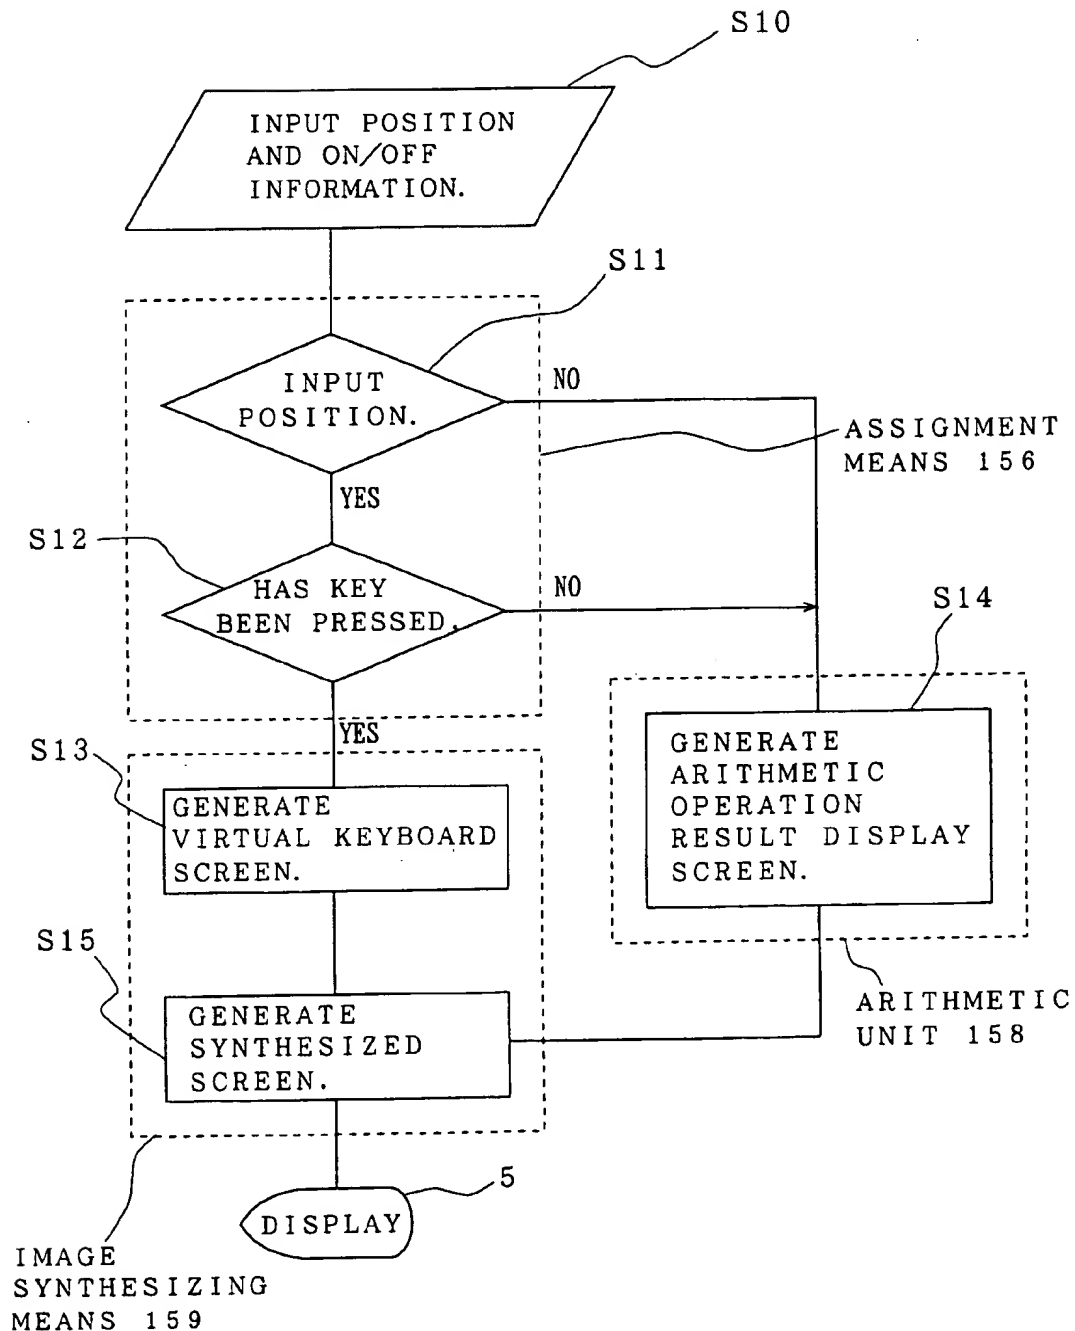 S10
INPUT POSITION
AND ON/OFF
INFORMATION.
S11
INPUT
POSITION.
NO
ASSIGNMENT
MEANS 156
YES
S12
HAS KEY
BEEN PRESSED.
NO
S14
YES
S13
GENERATE
VIRTUAL KEYBOARD
SCREEN.
GENERATE
ARITHMETIC
OPERATION
RESULT DISPLAY
SCREEN.
S15
GENERATE
SYNTHESIZED
SCREEN.
ARITHMETIC
UNIT 158
5
DISPLAY
IMAGE
SYNTHESIZING
MEANS 159